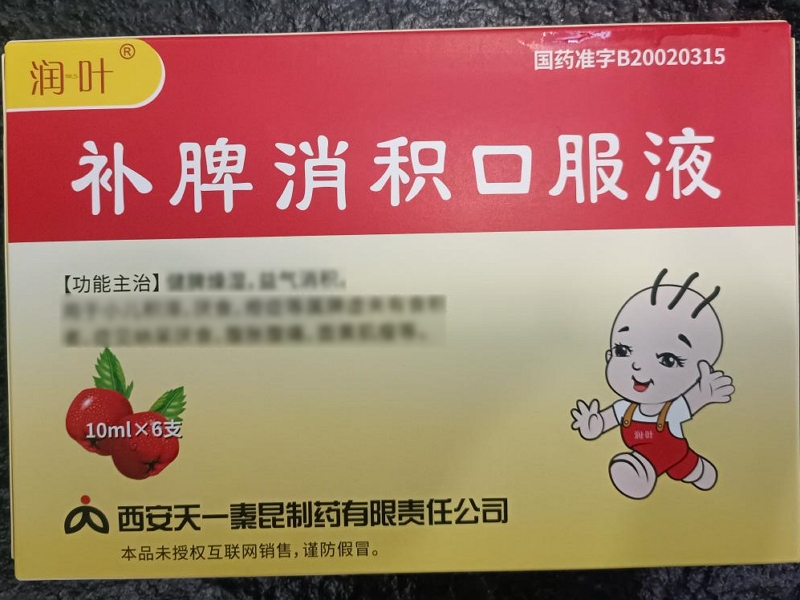 润叶®
国药准字B20020315
补脾消积口服液
【功能主治】健脾燥湿，益气消积。
10ml×6支
润叶
西安天一秦昆制药有限责任公司
本品未授权互联网销售，谨防假冒。